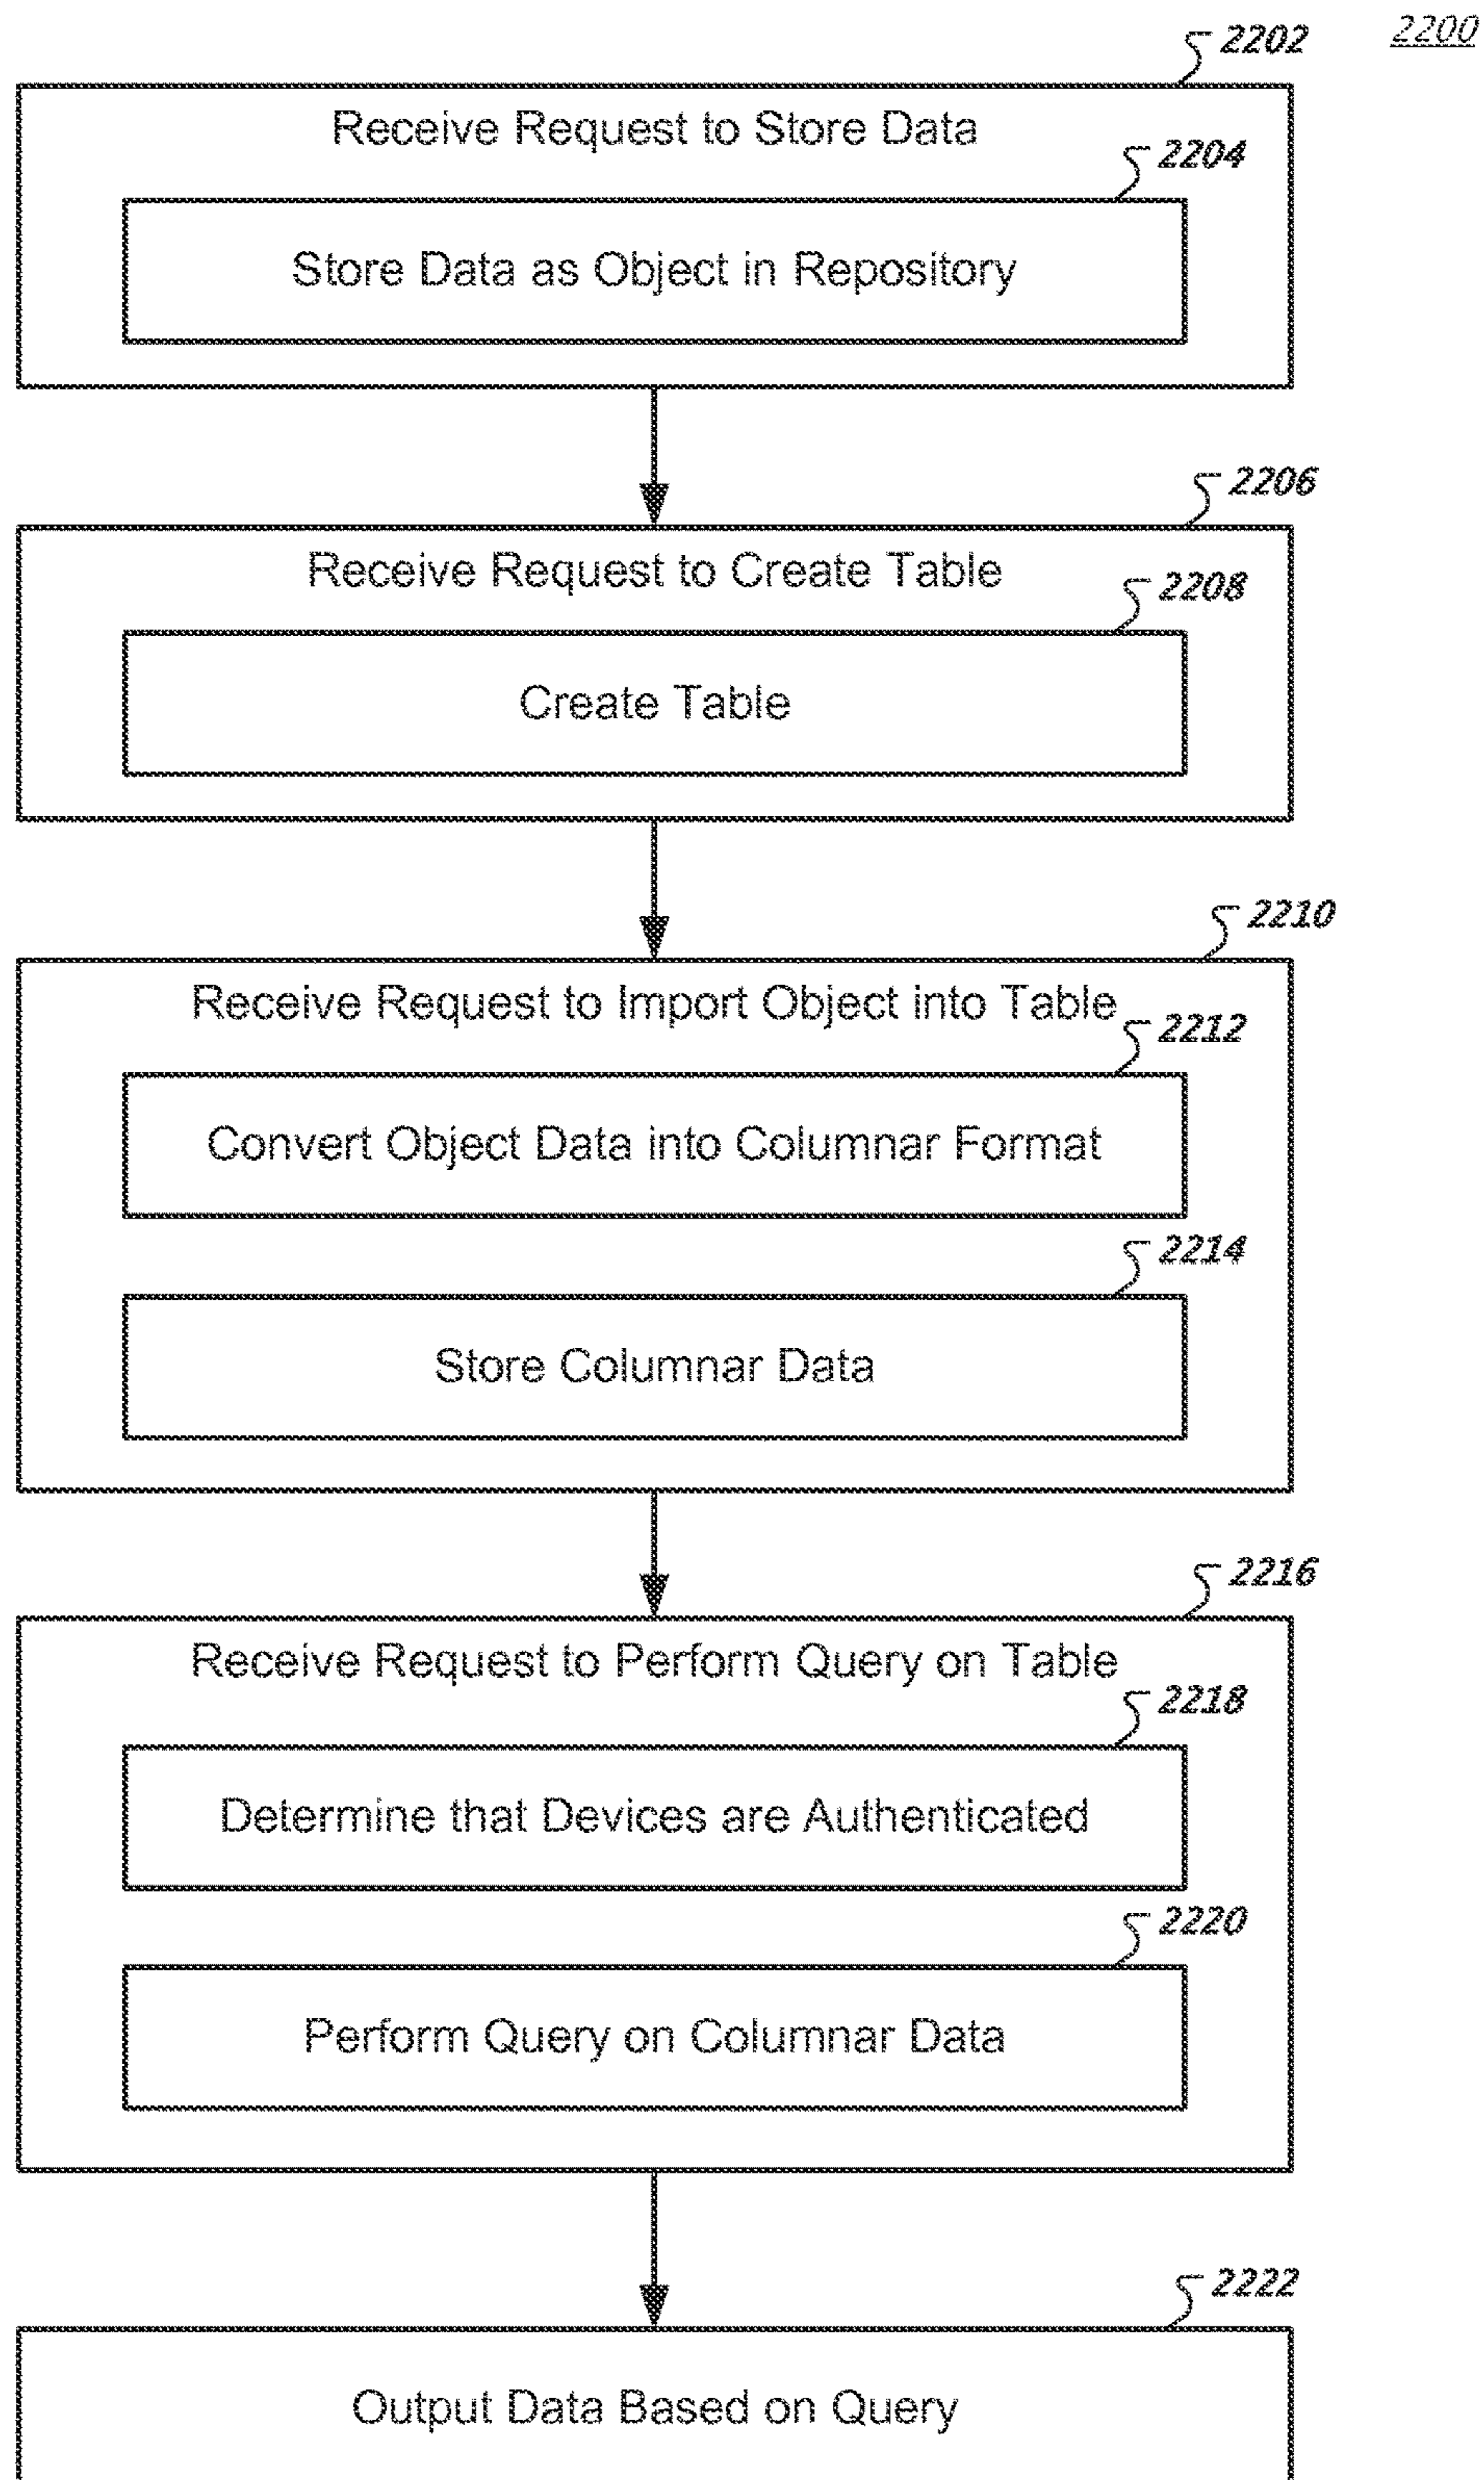 2200
2202
Receive Request to Store Data
2204
Store Data as Object in Repository
2206
Receive Request to Create Table
2208
Create Table
2210
Receive Request to Import Object into Table
2212
Convert Object Data into Columnar Format
2214
Store Columnar Data
2216
Receive Request to Perform Query on Table
2218
Determine that Devices are Authenticated
2220
Perform Query on Columnar Data
2222
Output Data Based on Query